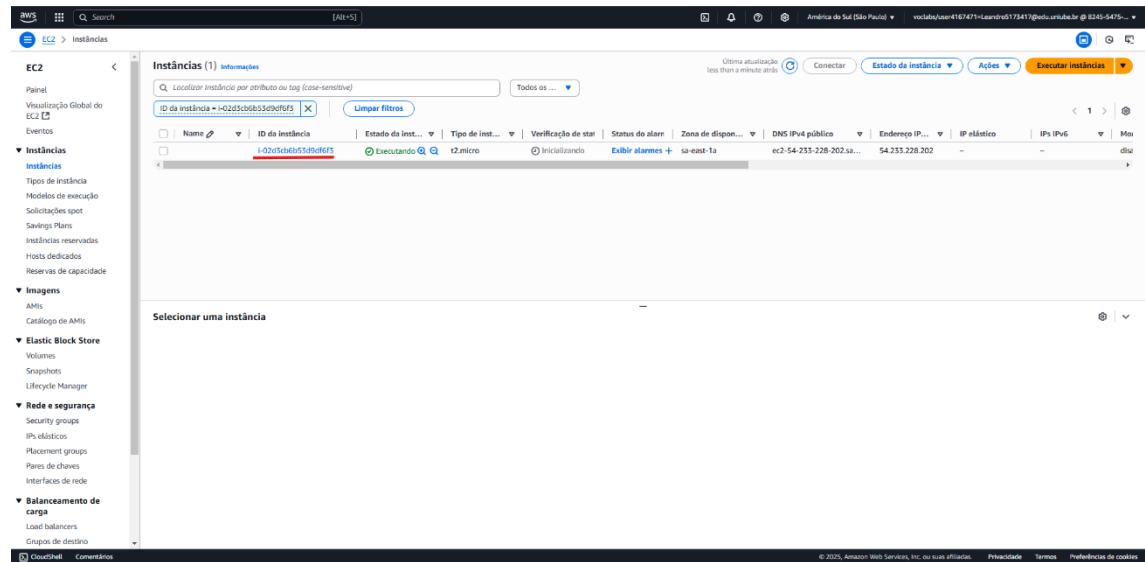 aws Search [Alt+S] América do Sul (São Paulo) voclabs/user4167471=Leandro5173417@edu.uniube.br @ 8245-5475-...
EC2 > Instâncias
EC2
Painel
Visualização Global do
EC2
Eventos
Instâncias
Instâncias
Tipos de instância
Modelos de execução
Solicitações spot
Savings Plans
Instâncias reservadas
Hosts dedicados
Reservas de capacidade
Imagens
AMIs
Catálogo de AMIs
Elastic Block Store
Volumes
Snapshots
Lifecycle Manager
Rede e segurança
Security groups
IPs elásticos
Placement groups
Pares de chaves
Interfaces de rede
Balanceamento de
carga
Load balancers
Grupos de destino
Instâncias (1) Informações
Última atualização
less than a minute atrás
Conectar Estado da instância Ações Executar instâncias
Localizar Instância por atributo ou tag (case-sensitive) Todos os ...
ID da instância = i-02d3cb6b53d9df6f3 Limpar filtros 1
Name ID da instância Estado da inst... Tipo de inst... Verificação de stat Status do alarm Zona de dispon... DNS IPv4 público Endereço IP... IP elástico IPs IPv6 Mo
i-02d3cb6b53d9df6f3 Executando t2.micro Inicializando Exibir alarmes + sa-east-1a ec2-54-233-228-202.sa... 54.233.228.202 – – disa
Selecionar uma instância
CloudShell Comentários © 2025, Amazon Web Services, Inc. ou suas afiliadas. Privacidade Termos Preferências de cookies